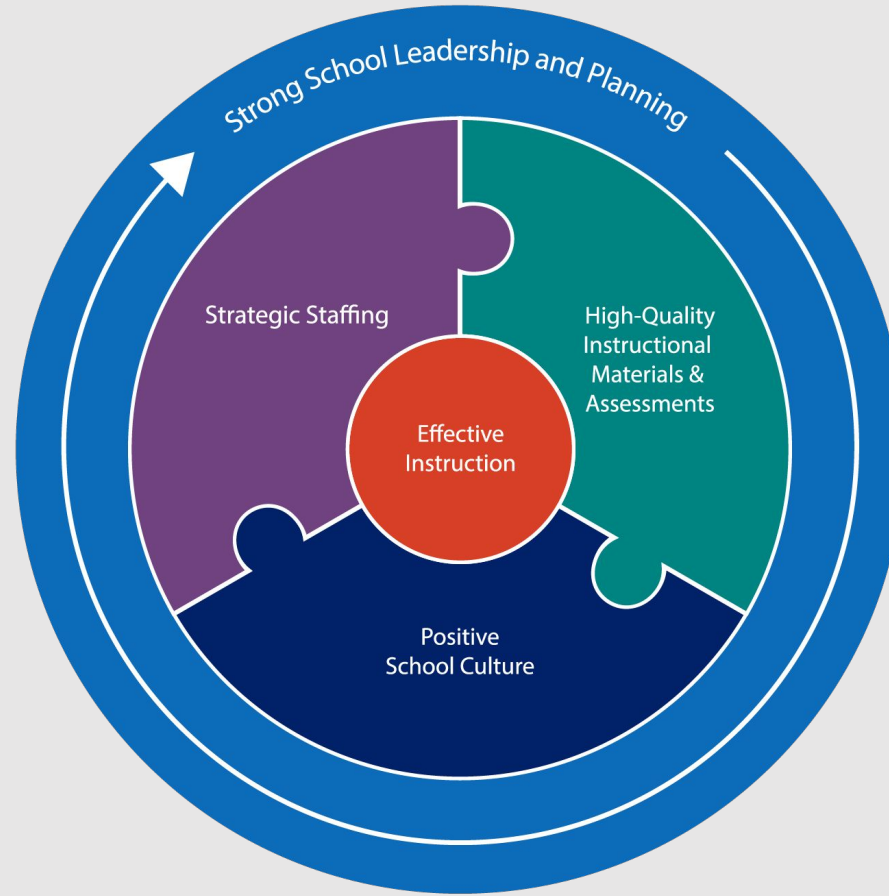 Strong School Leadership and Planning
Strategic Staffing
High-Quality
Instructional
Materials &
Assessments
Effective
Instruction
Positive
School Culture